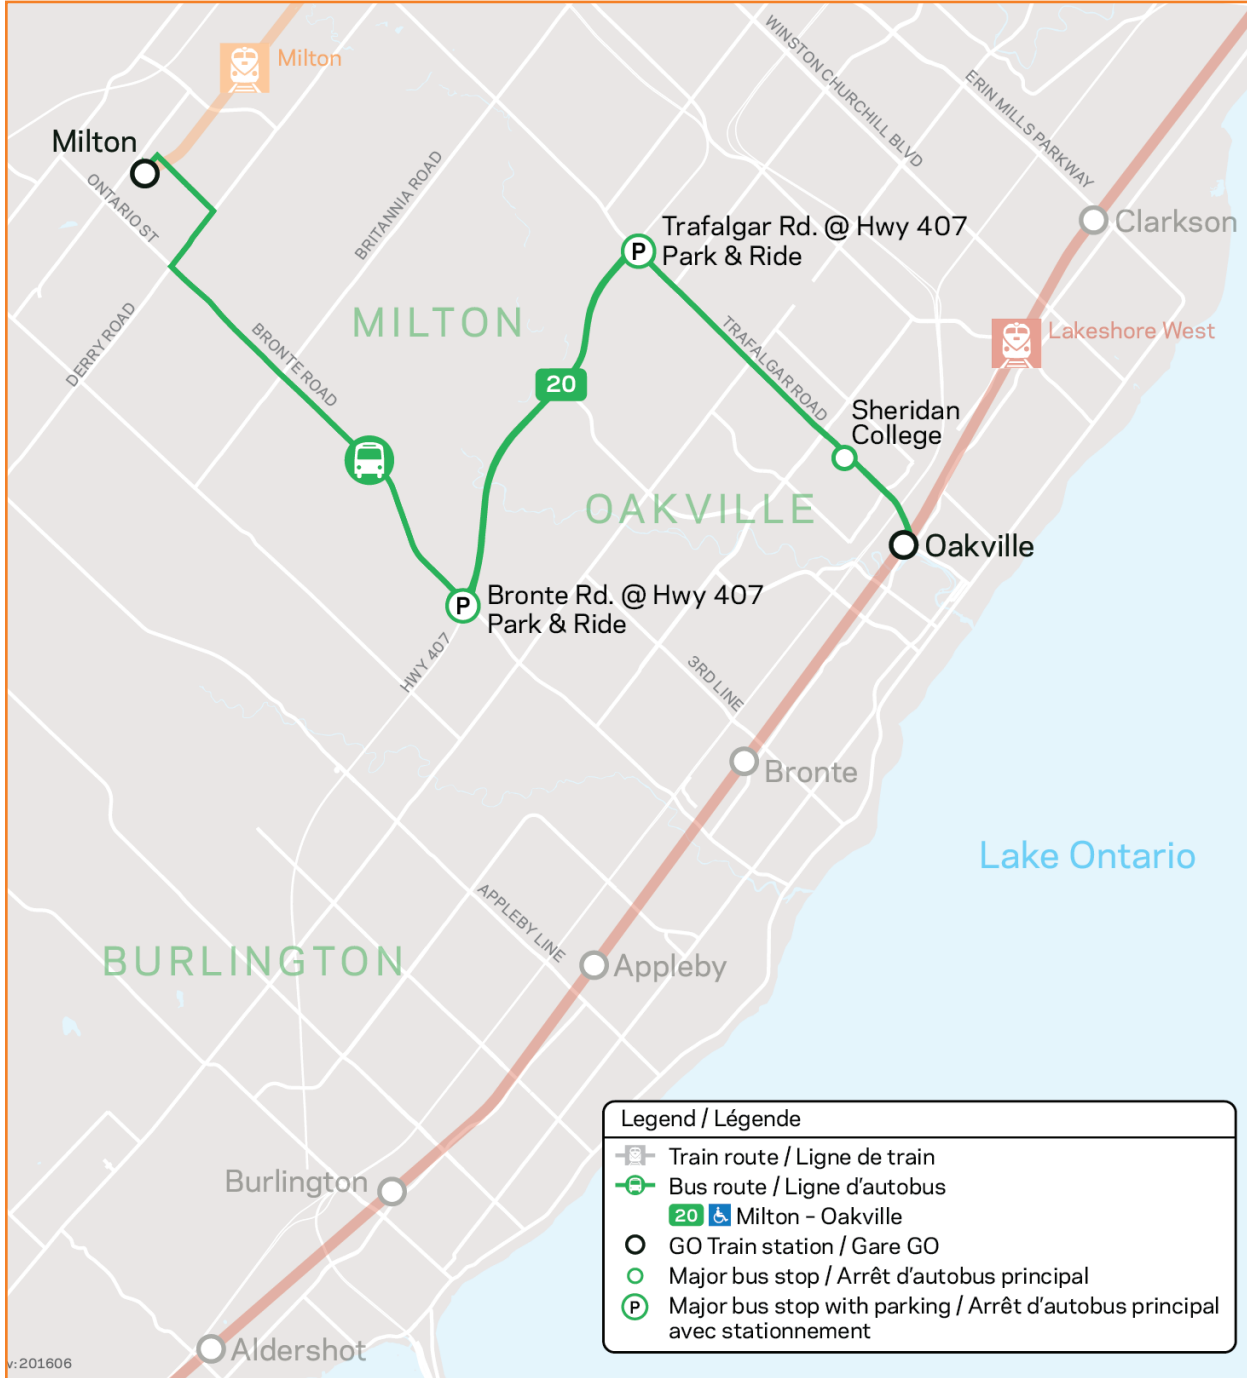 Milton
WINSTON CHURCHILL BLVD
ERIN MILLS PARKWAY
Milton
ONTARIO ST
BRITANNIA ROAD
Clarkson
Trafalgar Rd. @ Hwy 407
Park & Ride
DERRY ROAD
MILTON
BRONTE ROAD
TRAFALGAR ROAD
Lakeshore West
20
Sheridan
College
OAKVILLE
Oakville
P
P
Bronte Rd. @ Hwy 407
Park & Ride
HWY 407
3RD LINE
Bronte
Lake Ontario
APPLEBY LINE
BURLINGTON
Appleby
Legend / Légende
Train route / Ligne de train
Bus route / Ligne d'autobus
20 Milton - Oakville
GO Train station / Gare GO
Major bus stop / Arrêt d'autobus principal
P Major bus stop with parking / Arrêt d'autobus principal
avec stationnement
Burlington
Aldershot
v:201606